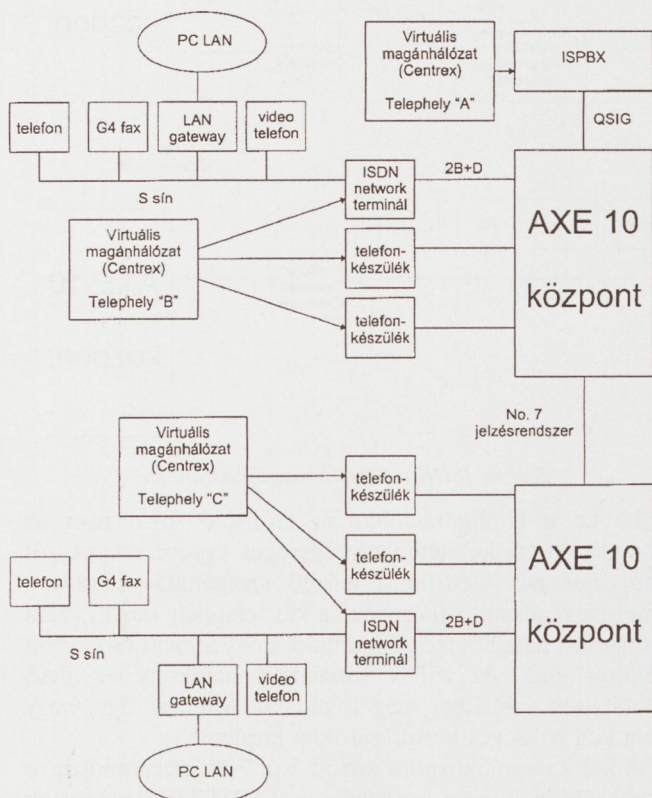 PC LAN
Virtuális
magánhálózat
(Centrex)
Telephely "A"
ISPBX
QSIG
telefon
G4 fax
LAN
gateway
video
telefon
S sín
ISDN
network
terminál
2B+D
AXE 10
központ
Virtuális
magánhálózat
(Centrex)
Telephely "B"
telefon-
készülék
telefon-
készülék
No. 7
jelzésrendszer
Virtuális
magánhálózat
(Centrex)
Telephely "C"
telefon-
készülék
telefon-
készülék
AXE 10
központ
telefon
G4 fax
S sín
ISDN
network
terminál
2B+D
LAN
gateway
video
telefon
PC LAN